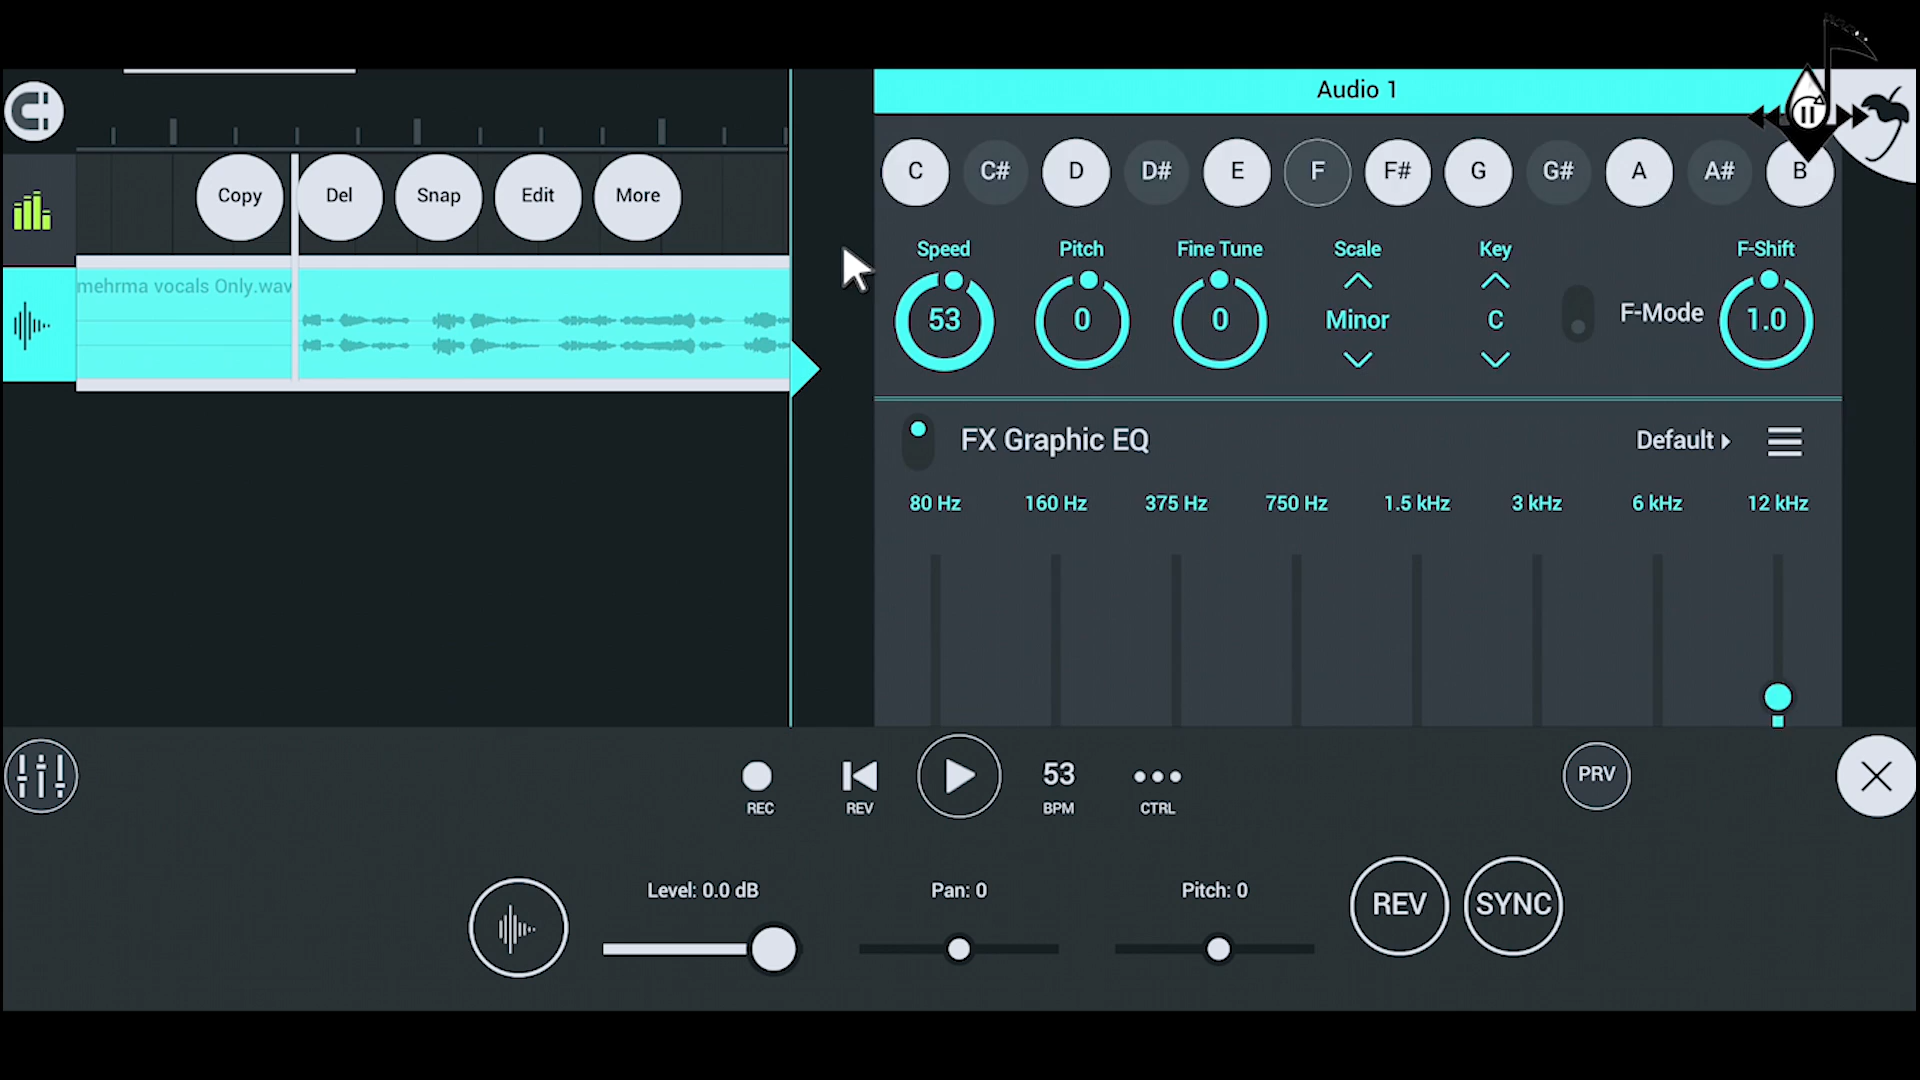 Audio 1
C C# D D# E F F# G G# A A# B
Copy Del Snap Edit More
Speed Pitch Fine Tune Scale Key F-Shift
53 0 0 Minor C F-Mode 1.0
mehrma vocals Only.wav
FX Graphic EQ Default
80 Hz 160 Hz 375 Hz 750 Hz 1.5 kHz 3 kHz 6 kHz 12 kHz
53 PRV
REC REV BPM CTRL
Level: 0.0 dB Pan: 0 Pitch: 0 REV SYNC